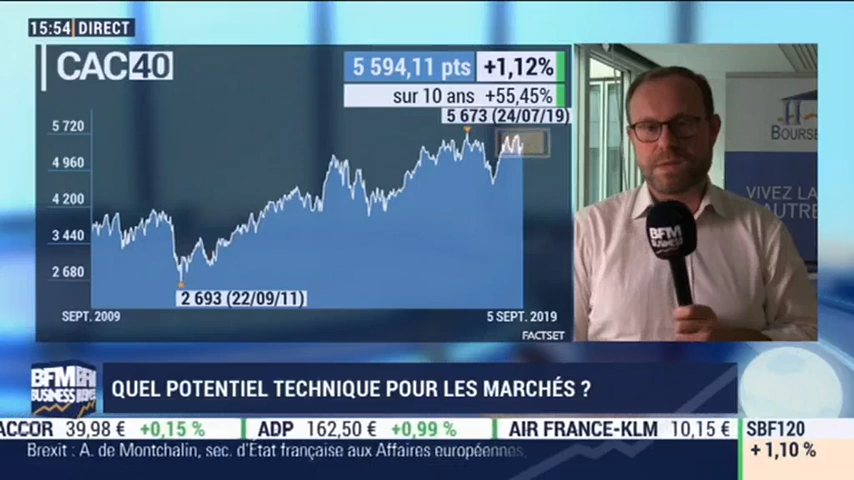 15:54 DIRECT
CAC40
5 594,11 pts +1,12%
sur 10 ans +55,45%
5 673 (24/07/19)
5 720
4 960
4 200
3 440
2 680
2 693 (22/09/11)
SEPT. 2009
5 SEPT. 2019
FACTSET
VIVEZ
BFM
BUSINESS
BFM
BUSINESS
QUEL POTENTIEL TECHNIQUE POUR LES MARCHÉS ?
ACCOR 39,98 € +0,15 % ADP 162,50 € +0,99 % AIR FRANCE-KLM 10,15 €
SBF120
+1,10 %
Brexit : A. de Montchalin, sec. d'État française aux Affaires européennes,